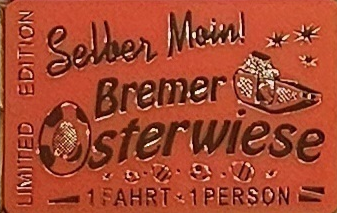 LIMITED EDITION
Selber Moin!
Bremer
Osterwiese
1 FAHRT - 1 PERSON